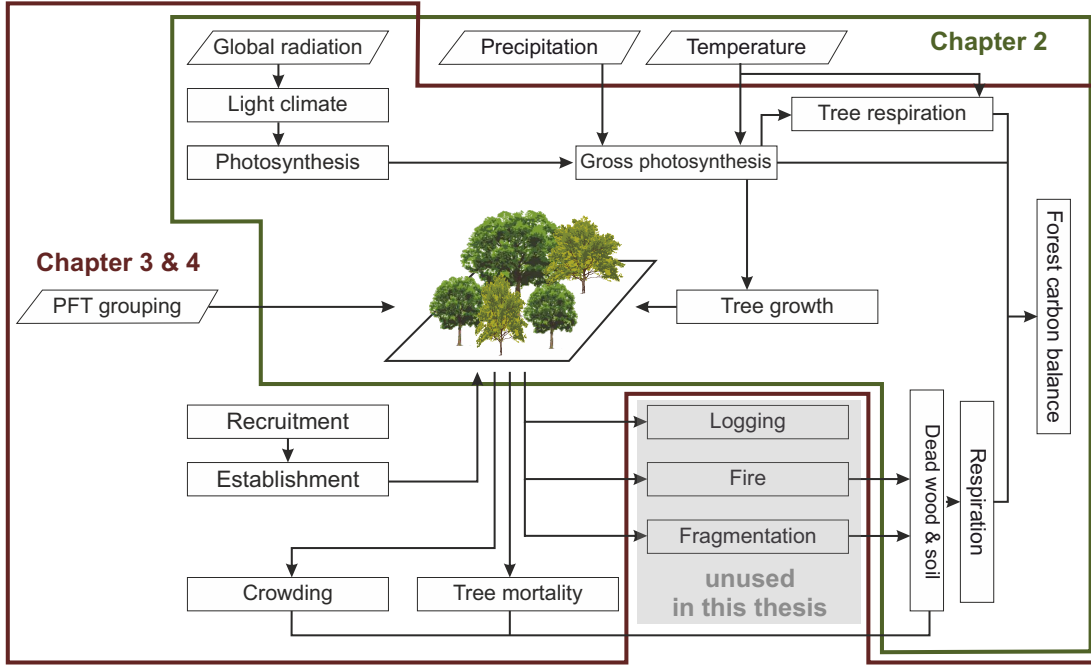 Global radiation
Precipitation
Temperature
Chapter 2
Light climate
Tree respiration
Photosynthesis
Gross photosynthesis
Forest carbon balance
Chapter 3 & 4
PFT grouping
Tree growth
Recruitment
Establishment
Logging
Fire
Fragmentation
Dead wood & soil
Respiration
Crowding
Tree mortality
unused
in this thesis